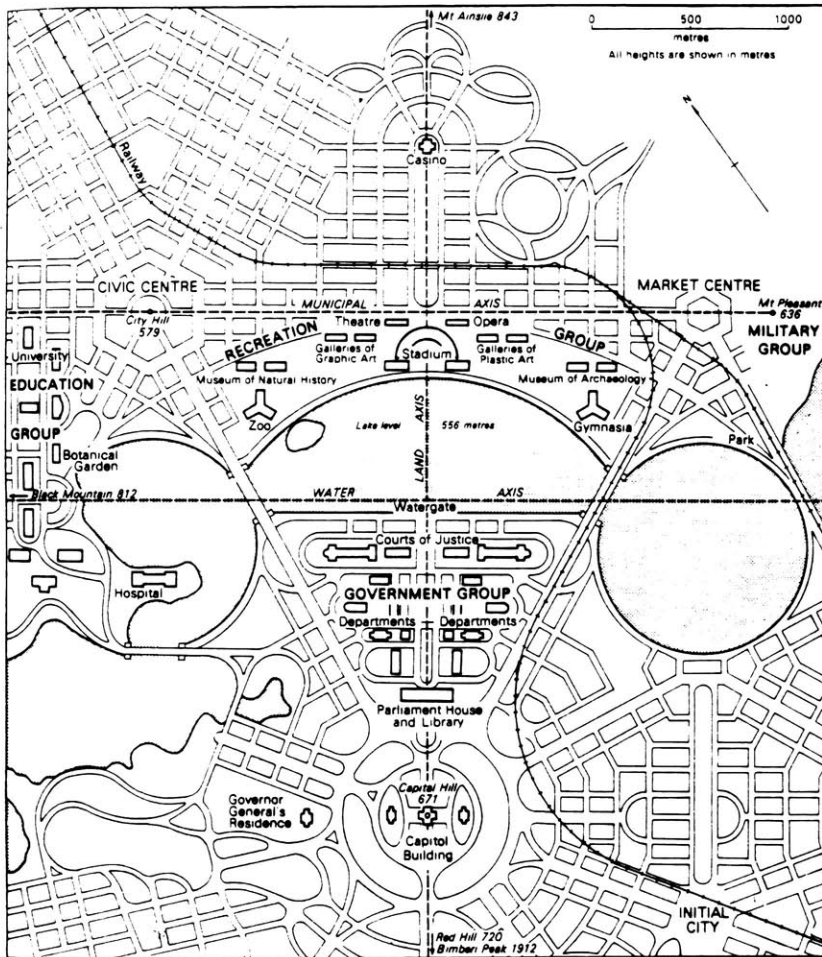 Mt Ainslie 843
0 500 1000
metres
All heights are shown in metres
N
Railway
Casino
CIVIC CENTRE
MARKET CENTRE
MUNICIPAL AXIS
Mt Pleasant
636
City Hill
579
MILITARY
GROUP
Theatre
Opera
RECREATION
GROUP
Galleries of
Graphic Art
Stadium
Galleries of
Plastic Art
University
Museum of Natural History
Museum of Archaeology
EDUCATION
GROUP
Zoo
Lake level 556 metres
LAND AXIS
Gymnasia
Park
Botanical
Garden
Black Mountain 812
WATER AXIS
Watergate
Courts of Justice
Hospital
GOVERNMENT GROUP
Departments
Departments
Parliament House
and Library
Governor
General's
Residence
Capital Hill
671
Capitol
Building
INITIAL
CITY
Red Hill 720
Bimberi Peak 1912